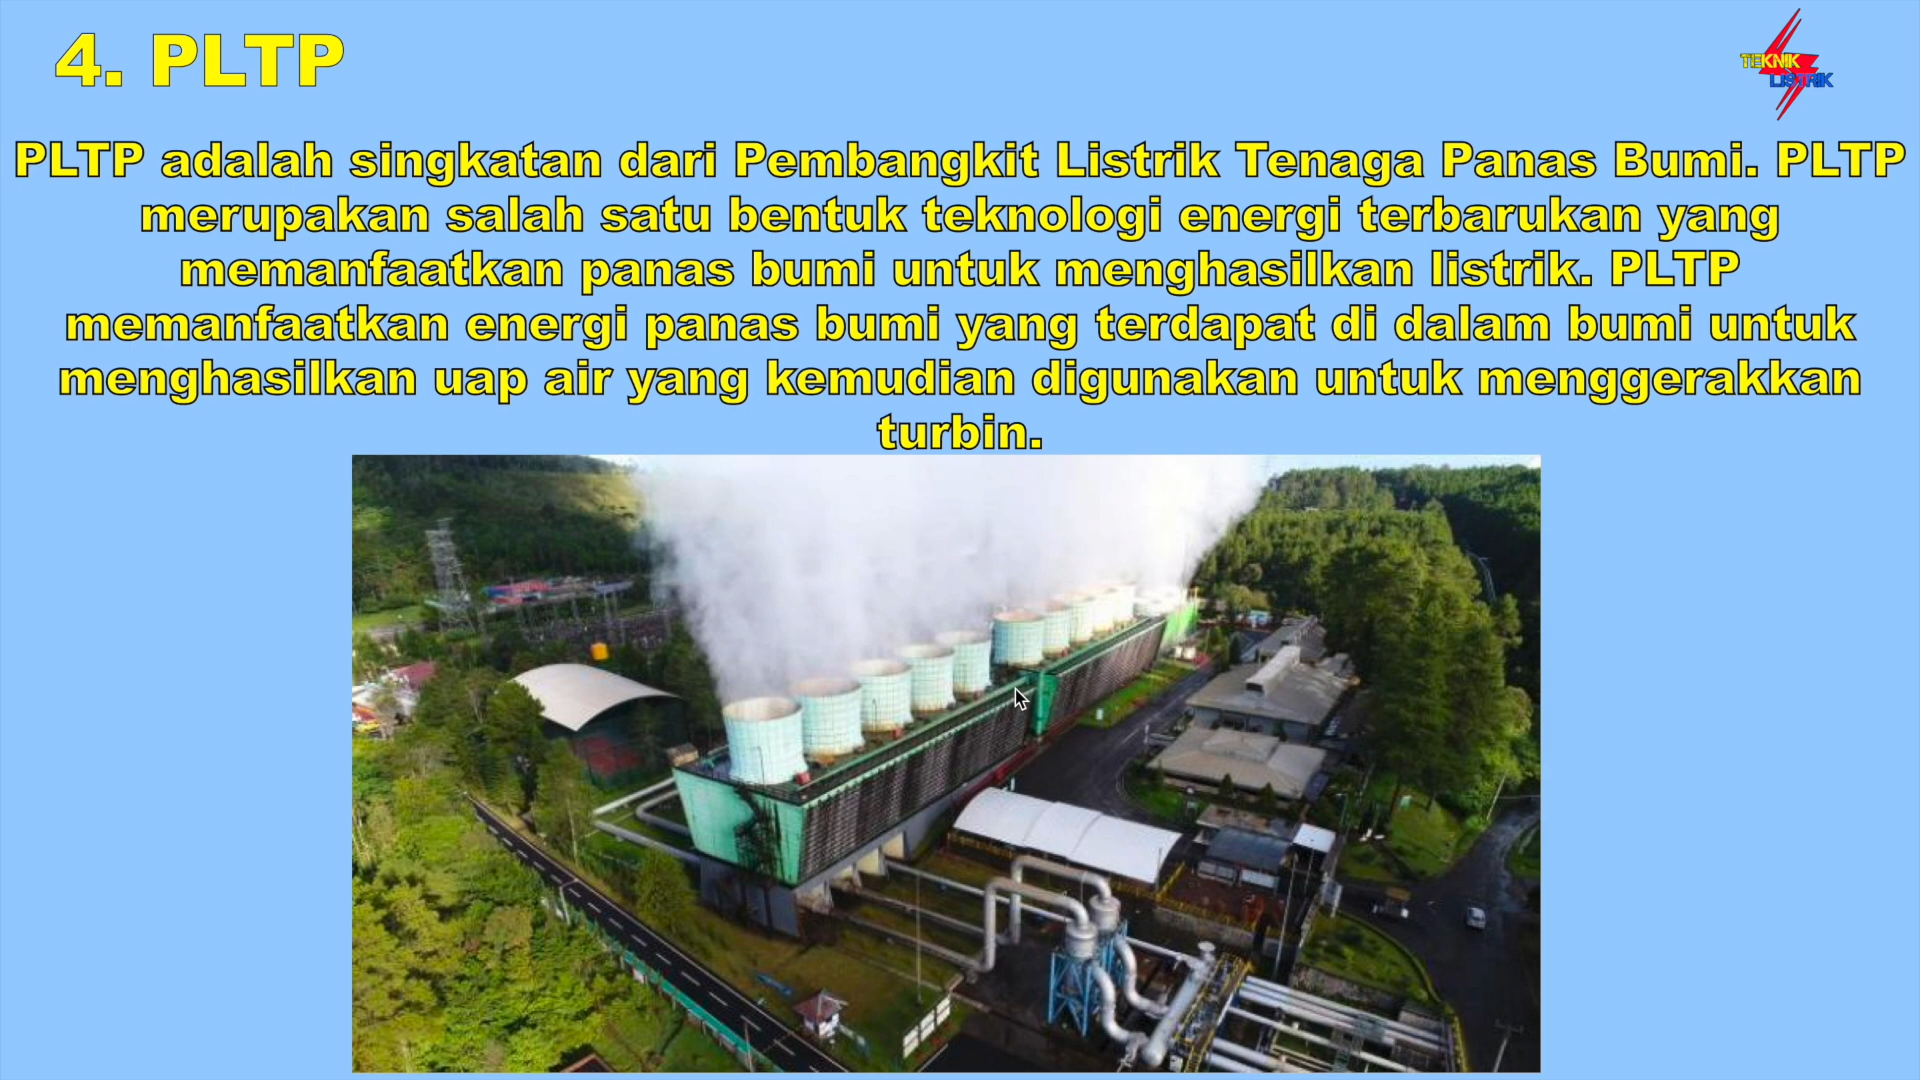 4. PLTP
TEKNIK
LISTRIK
PLTP adalah singkatan dari Pembangkit Listrik Tenaga Panas Bumi. PLTP
merupakan salah satu bentuk teknologi energi terbarukan yang
memanfaatkan panas bumi untuk menghasilkan listrik. PLTP
memanfaatkan energi panas bumi yang terdapat di dalam bumi untuk
menghasilkan uap air yang kemudian digunakan untuk menggerakkan
turbin.